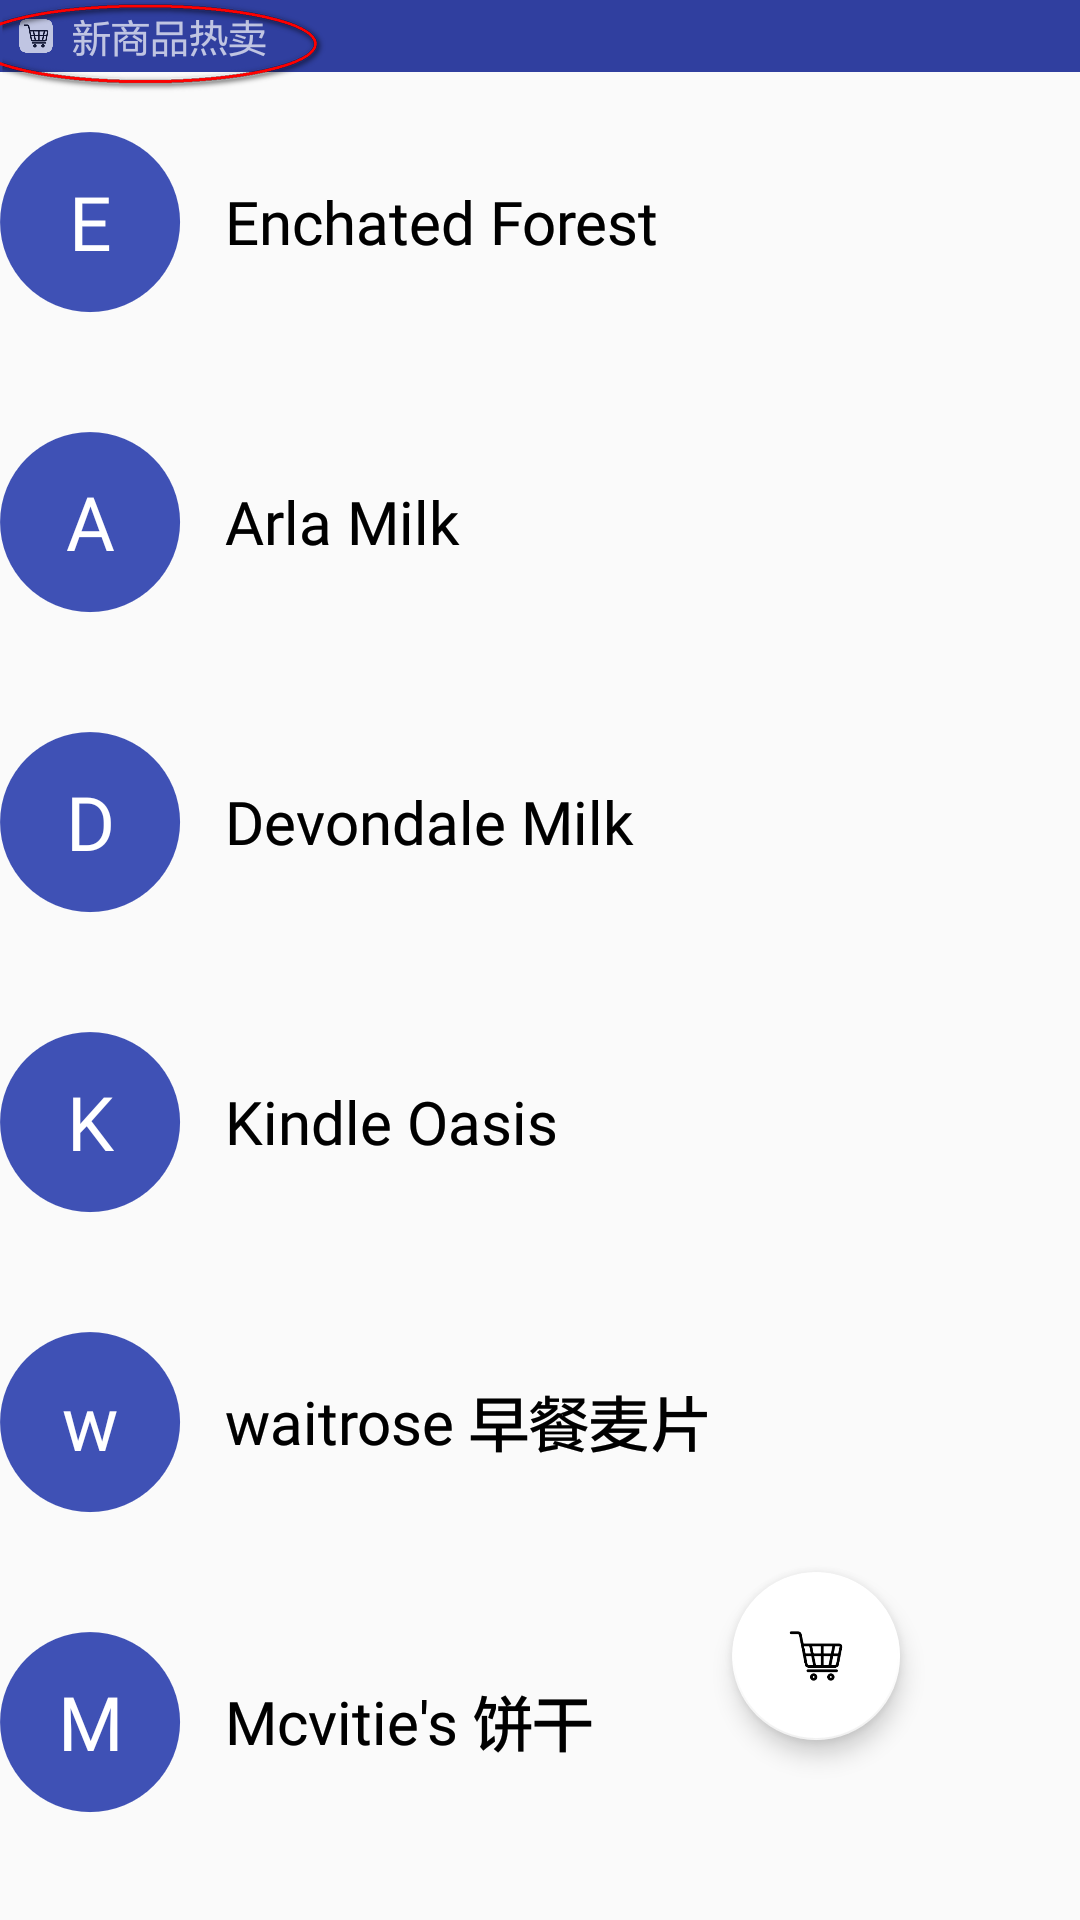 新商品热卖
E
Enchated Forest
A
Arla Milk
D
Devondale Milk
K
Kindle Oasis
w
waitrose 早餐麦片
M
Mcvitie's 饼干